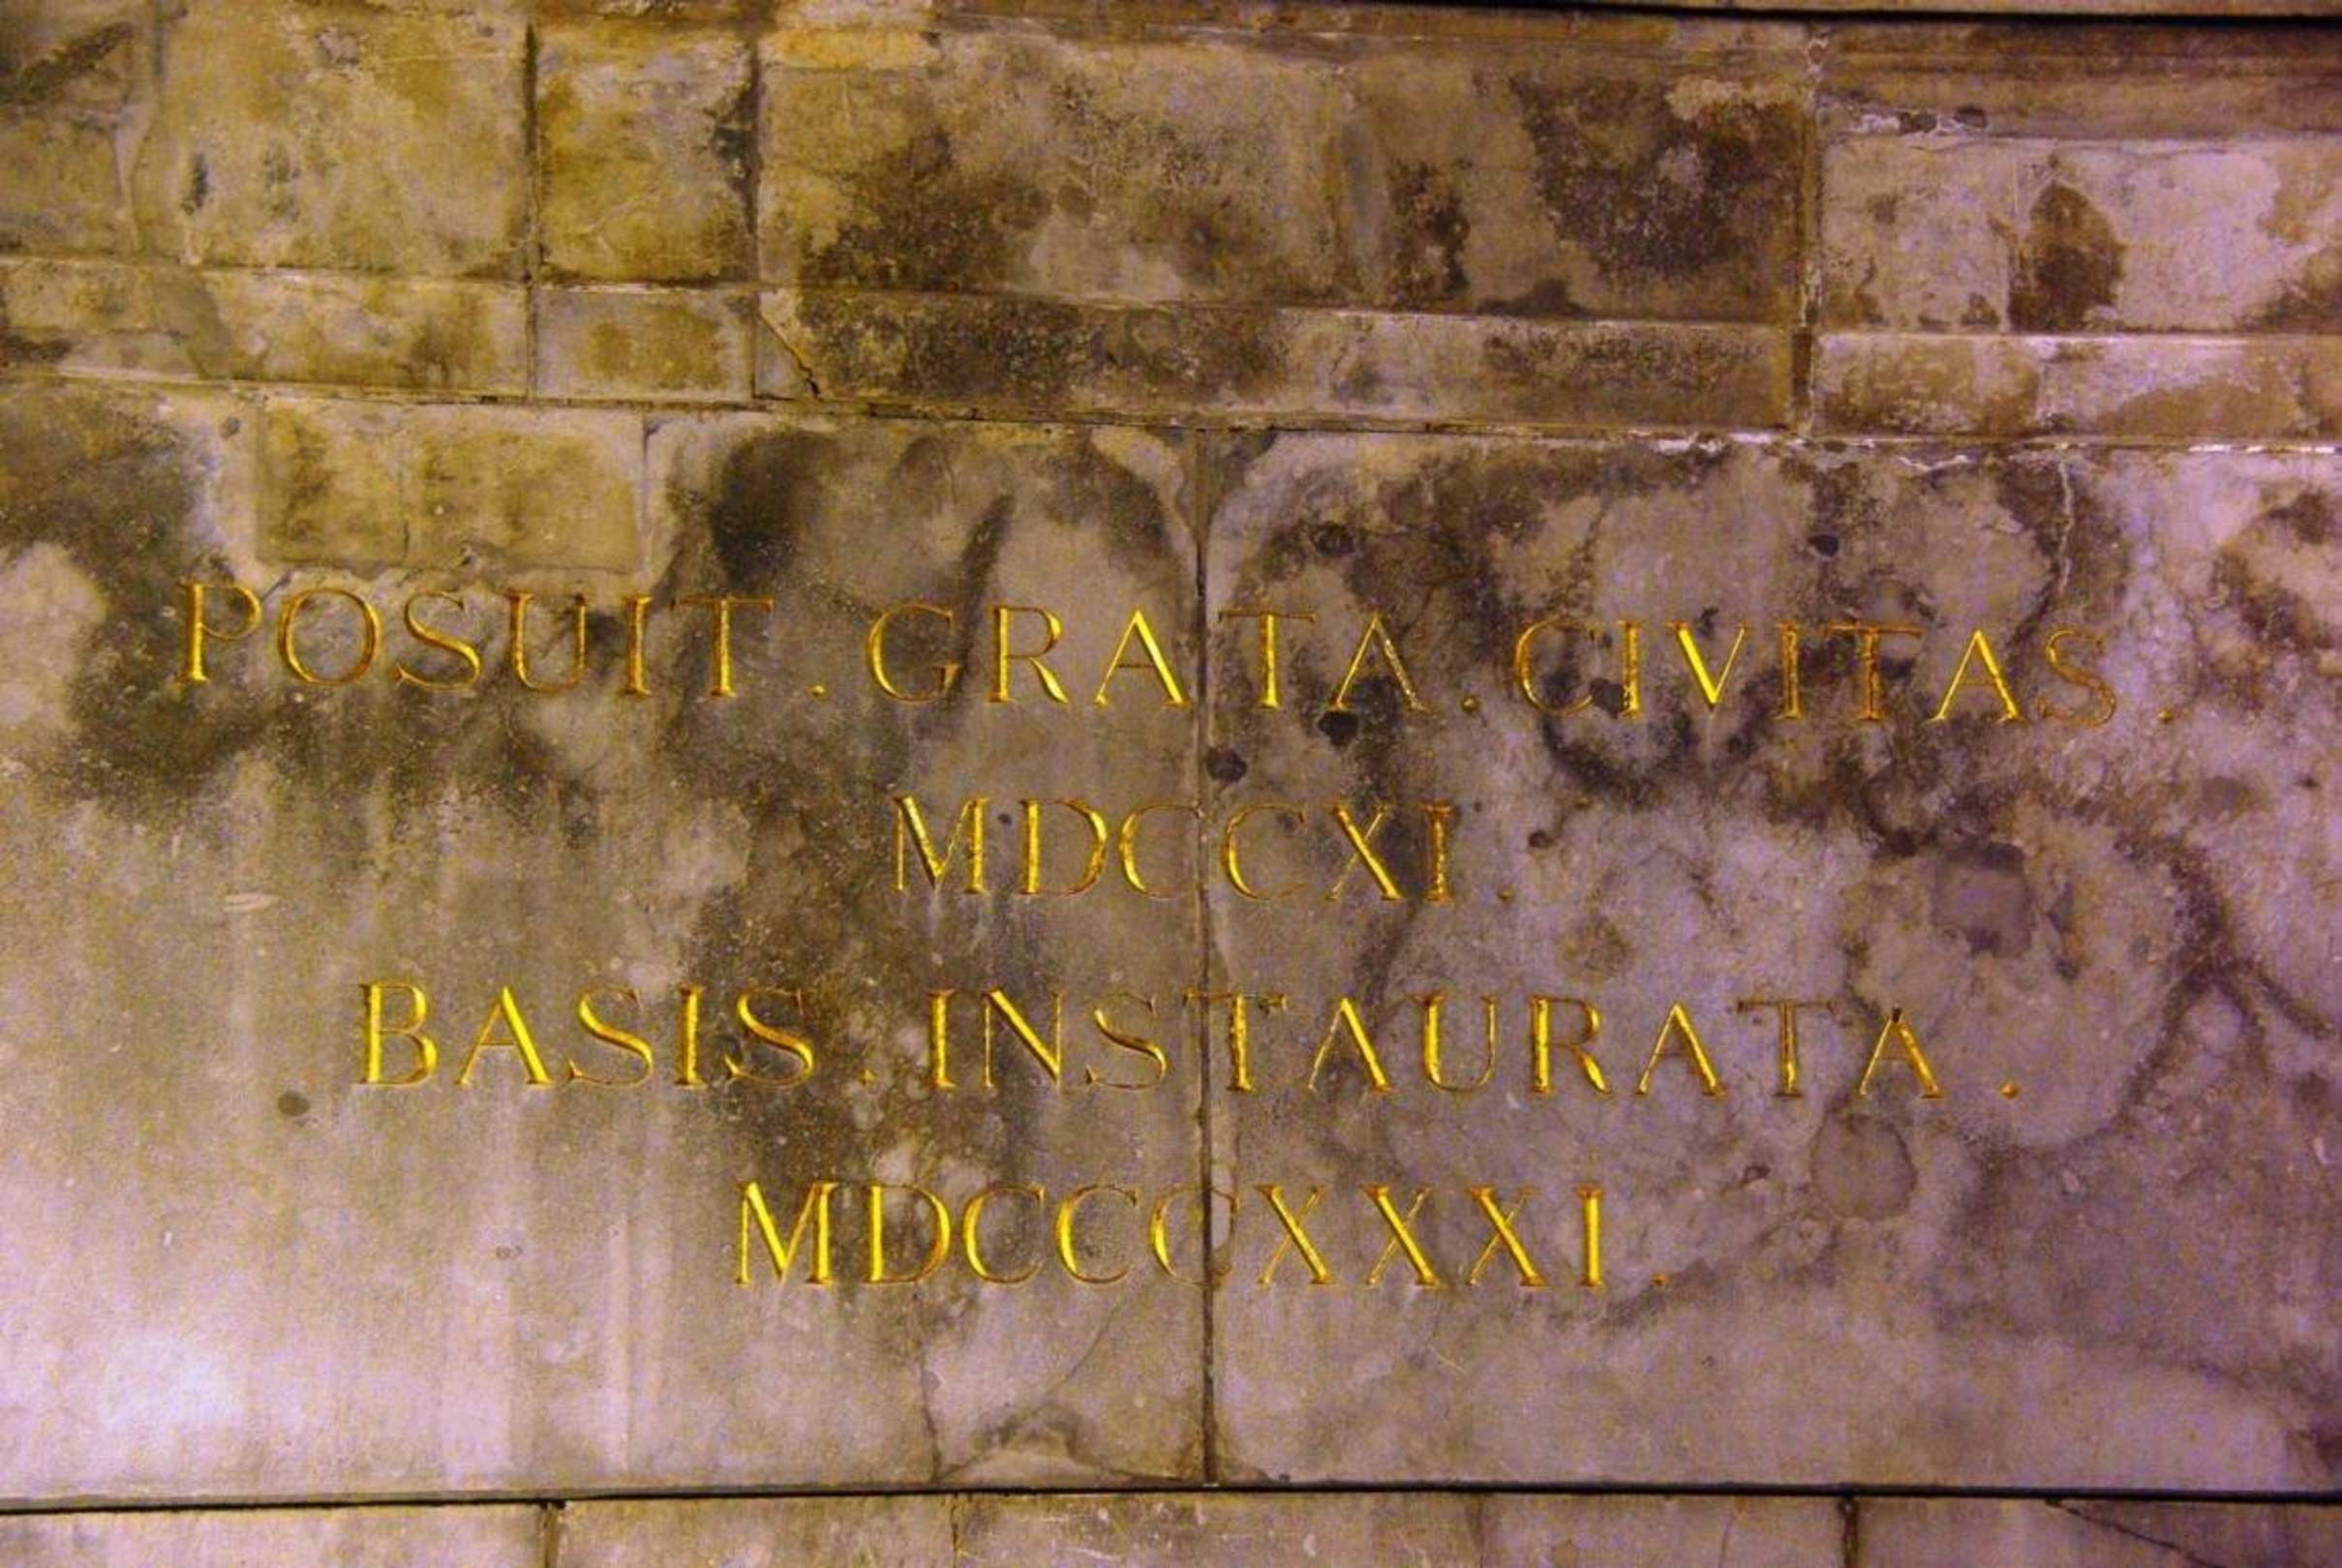 POSUIT . GRATA . CIVITAS .
MDCCXI .
BASIS . INSTAURATA .
MDCCCXXXI .